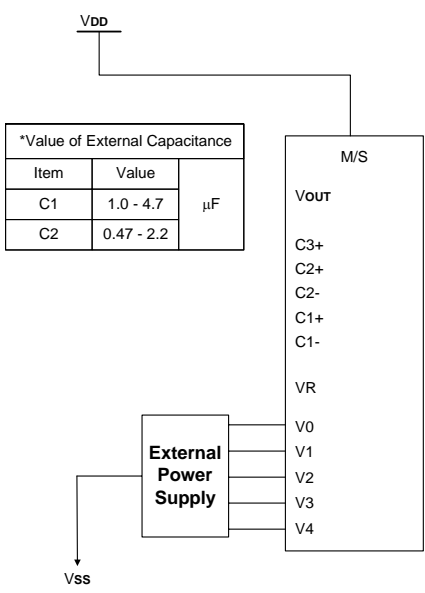 VDD
*Value of External Capacitance
Item Value μF
C1 1.0 - 4.7
C2 0.47 - 2.2
M/S
VOUT
C3+
C2+
C2-
C1+
C1-
VR
V0
V1
V2
V3
V4
External
Power
Supply
VSS